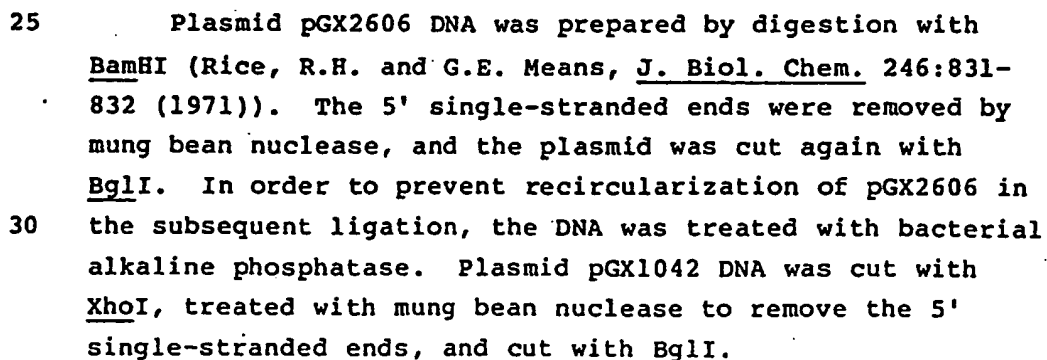 25 Plasmid pGX2606 DNA was prepared by digestion with
BamHI (Rice, R.H. and G.E. Means, J. Biol. Chem. 246:831-
832 (1971)). The 5' single-stranded ends were removed by
mung bean nuclease, and the plasmid was cut again with
BglI. In order to prevent recircularization of pGX2606 in
30 the subsequent ligation, the DNA was treated with bacterial
alkaline phosphatase. Plasmid pGX1042 DNA was cut with
XhoI, treated with mung bean nuclease to remove the 5'
single-stranded ends, and cut with BglI.